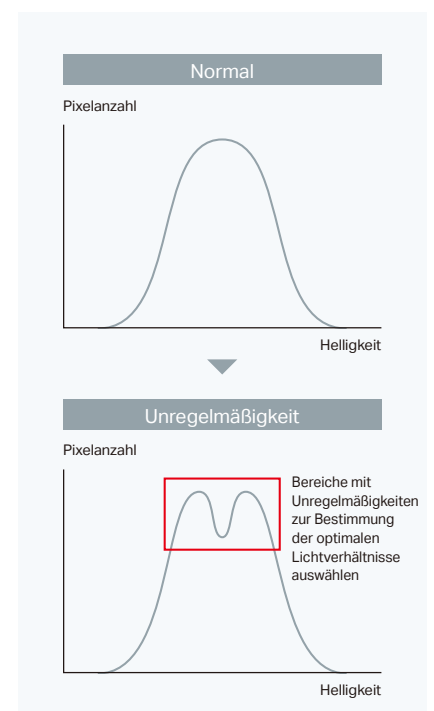 Normal
Pixelanzahl
Helligkeit
Unregelmäßigkeit
Pixelanzahl
Bereiche mit
Unregelmäßigkeiten
zur Bestimmung
der optimalen
Lichtverhältnisse
auswählen
Helligkeit